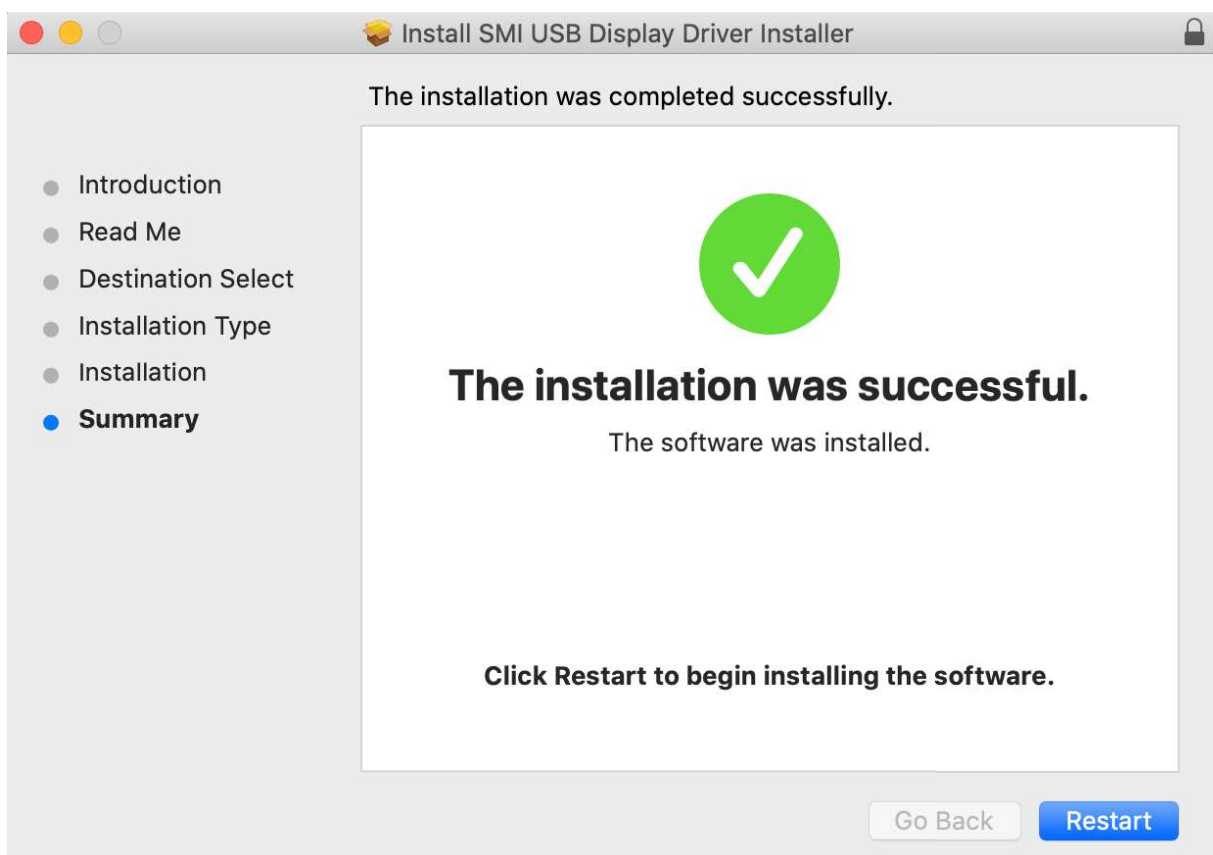 Install SMI USB Display Driver Installer
The installation was completed successfully.
Introduction
Read Me
Destination Select
Installation Type
Installation
Summary
The installation was successful.
The software was installed.
Click Restart to begin installing the software.
Go Back
Restart